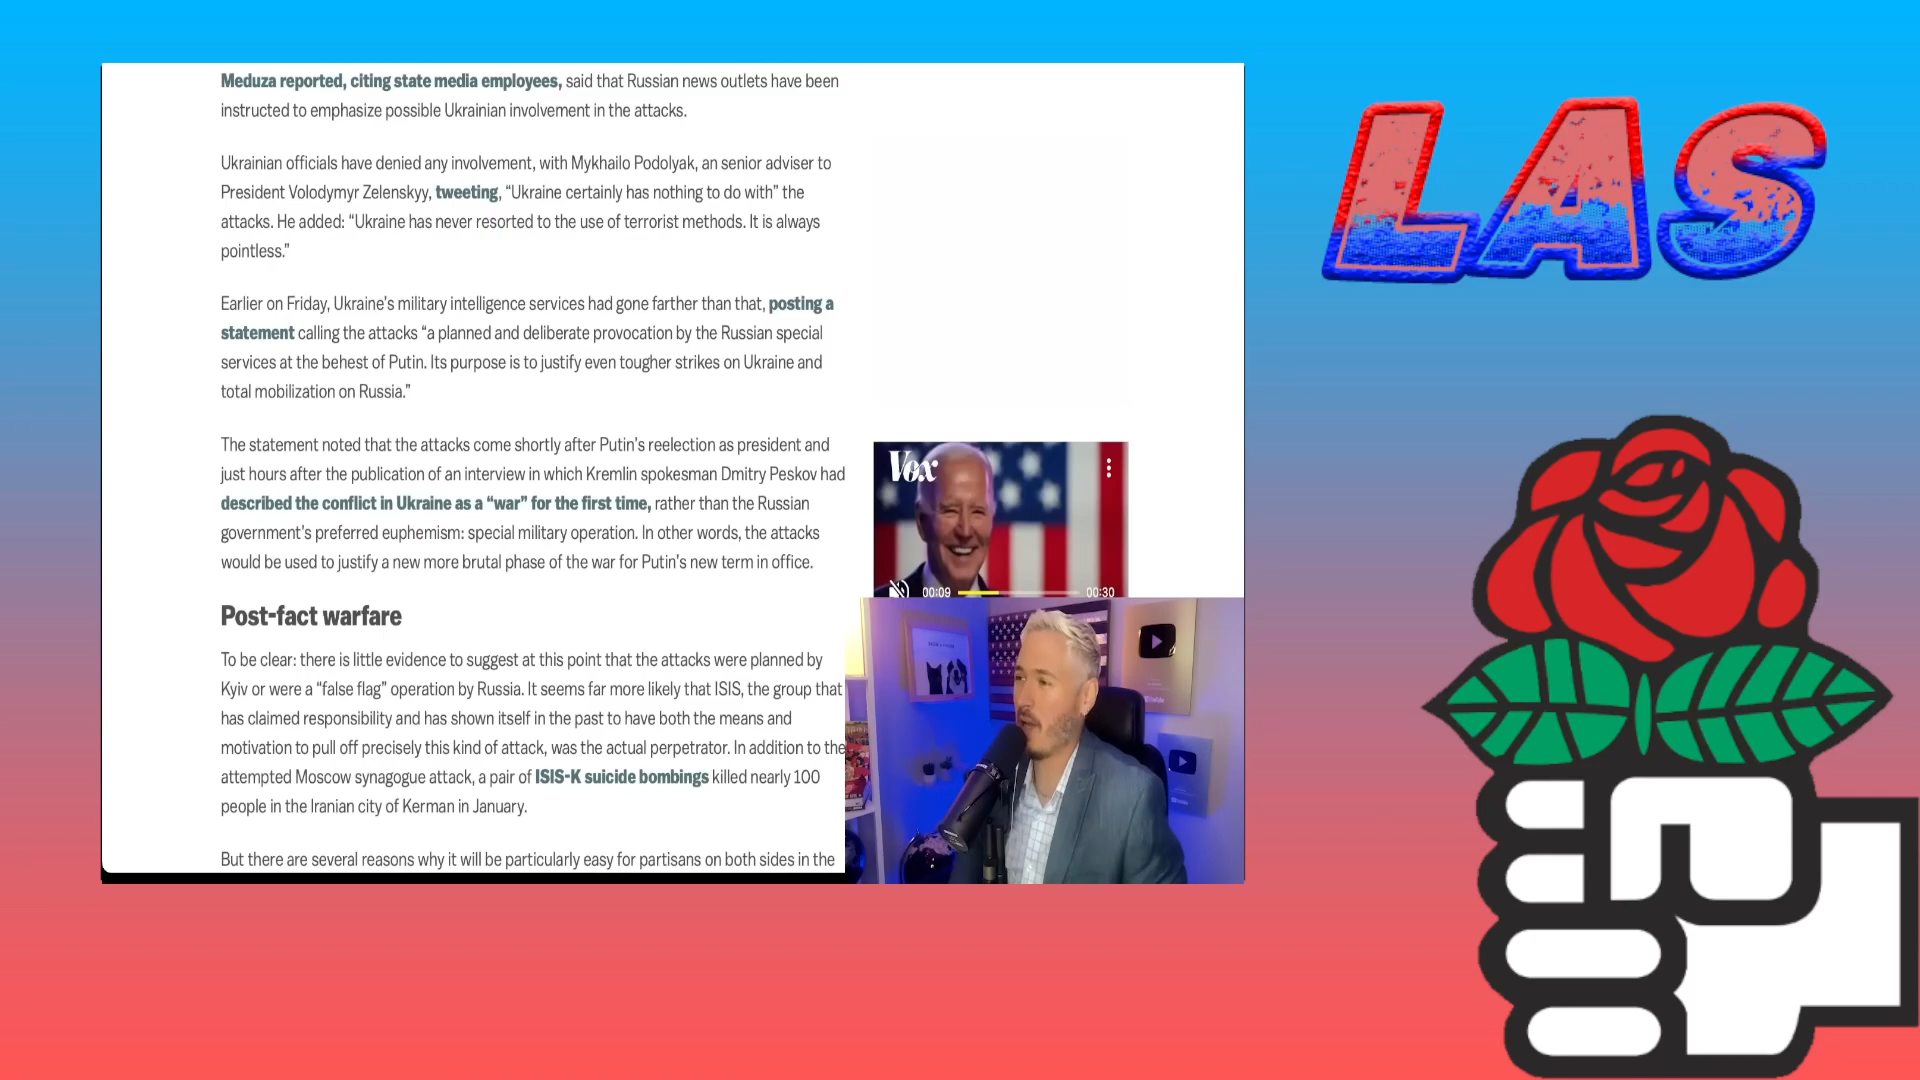 Meduza reported, citing state media employees, said that Russian news outlets have been
instructed to emphasize possible Ukrainian involvement in the attacks.
Ukrainian officials have denied any involvement, with Mykhailo Podolyak, an senior adviser to
President Volodymyr Zelenskyy, tweeting, “Ukraine certainly has nothing to do with” the
attacks. He added: “Ukraine has never resorted to the use of terrorist methods. It is always
pointless.”
Earlier on Friday, Ukraine’s military intelligence services had gone farther than that, posting a
statement calling the attacks “a planned and deliberate provocation by the Russian special
services at the behest of Putin. Its purpose is to justify even tougher strikes on Ukraine and
total mobilization on Russia.”
The statement noted that the attacks come shortly after Putin’s reelection as president and
just hours after the publication of an interview in which Kremlin spokesman Dmitry Peskov had
described the conflict in Ukraine as a “war” for the first time, rather than the Russian
government’s preferred euphemism: special military operation. In other words, the attacks
would be used to justify a new more brutal phase of the war for Putin’s new term in office.
Post-fact warfare
To be clear: there is little evidence to suggest at this point that the attacks were planned by
Kyiv or were a “false flag” operation by Russia. It seems far more likely that ISIS, the group that
has claimed responsibility and has shown itself in the past to have both the means and
motivation to pull off precisely this kind of attack, was the actual perpetrator. In addition to the
attempted Moscow synagogue attack, a pair of ISIS-K suicide bombings killed nearly 100
people in the Iranian city of Kerman in January.
But there are several reasons why it will be particularly easy for partisans on both sides in the
Vox
00:09
00:30
LAS